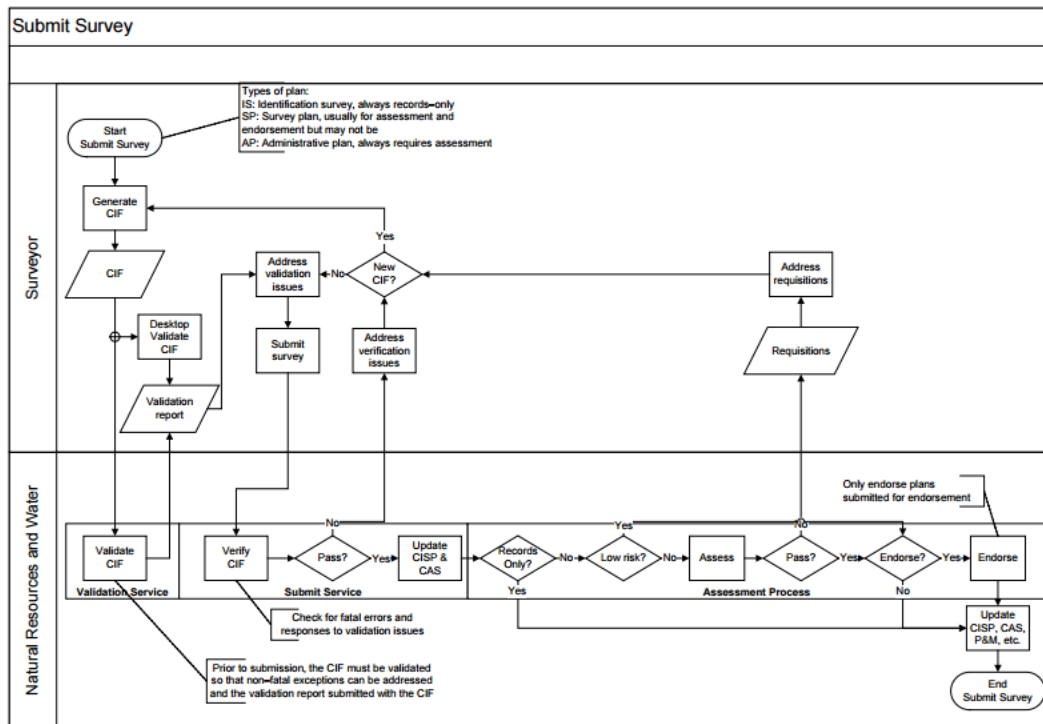 Submit Survey
Surveyor
Types of plan:
IS: Identification survey, always records-only
SP: Survey plan, usually for assessment and
endorsement but may not be
AP: Administrative plan, always requires assessment
Start
Submit Survey
Generate
CIF
CIF
Desktop
Validate
CIF
Validation
report
Address
validation
issues
Submit
survey
Yes
No
New
CIF?
Address
verification
issues
Address
requisitions
Requisitions
Natural Resources and Water
Only endorse plans
submitted for endorsement
Validate
CIF
Validation Service
Verify
CIF
No
Pass?
Yes
Update
CISP &
CAS
Submit Service
Records
Only?
Yes
No
Yes
Low risk?
No
Assess
No
Pass?
Yes
Endorse?
No
Yes
Endorse
Assessment Process
Check for fatal errors and
responses to validation issues
Prior to submission, the CIF must be validated
so that non-fatal exceptions can be addressed
and the validation report submitted with the CIF
Update
CISP, CAS,
P&M, etc.
End
Submit Survey